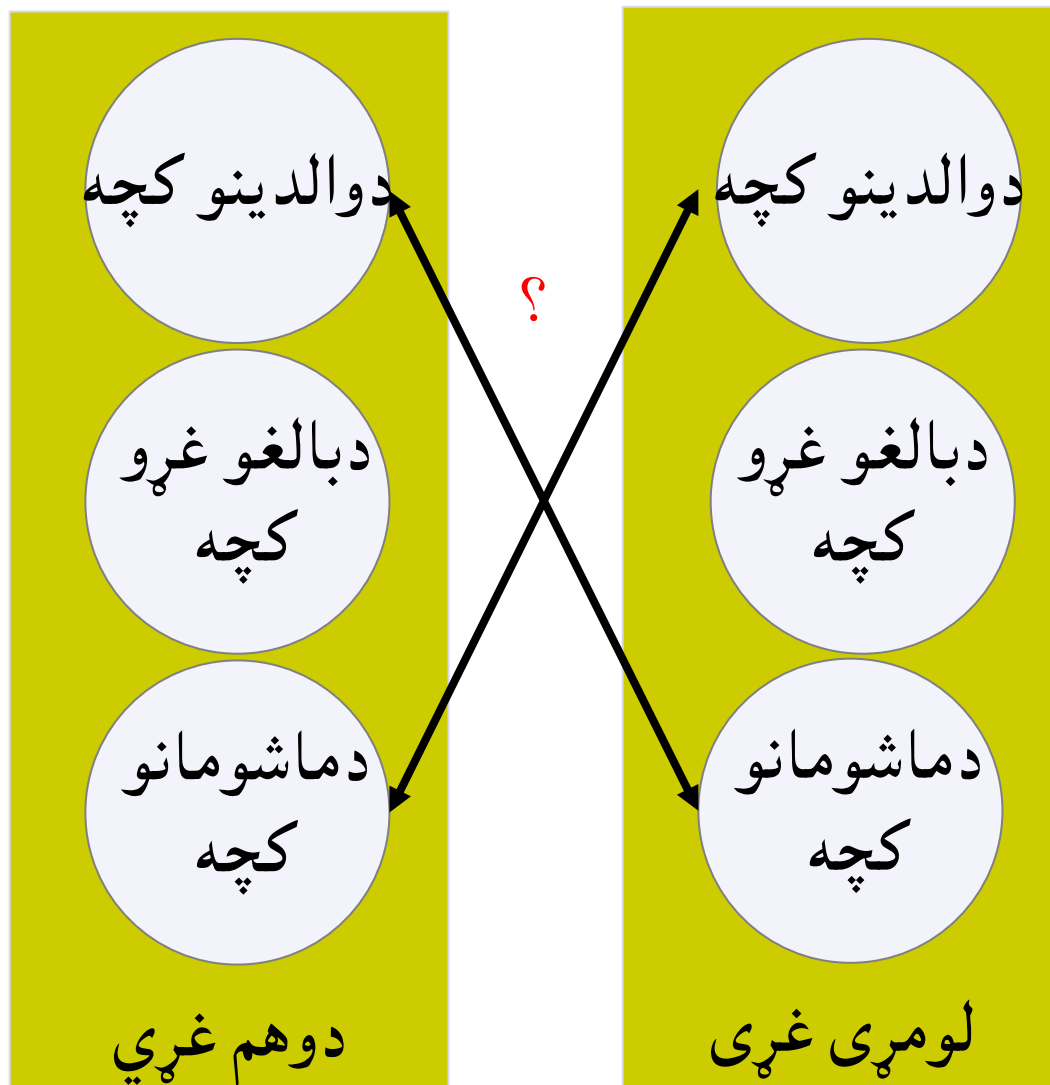 دوالدینو کچه
دبالغو غړو
کچه
دماشومانو
کچه
لومړی غړی
؟
دوالدینو کچه
دبالغو غړو
کچه
دماشومانو
کچه
دوهم غړي